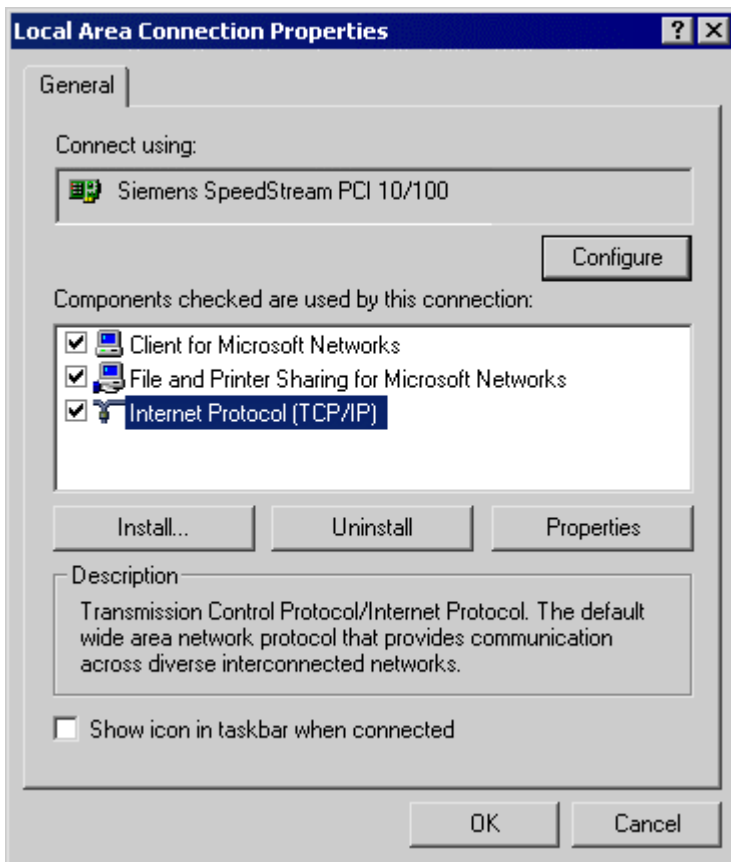 Local Area Connection Properties
General
Connect using:
Siemens SpeedStream PCI 10/100
Configure
Components checked are used by this connection:
Client for Microsoft Networks
File and Printer Sharing for Microsoft Networks
Internet Protocol (TCP/IP)
Install... Uninstall Properties
Description
Transmission Control Protocol/Internet Protocol. The default
wide area network protocol that provides communication
across diverse interconnected networks.
Show icon in taskbar when connected
OK Cancel